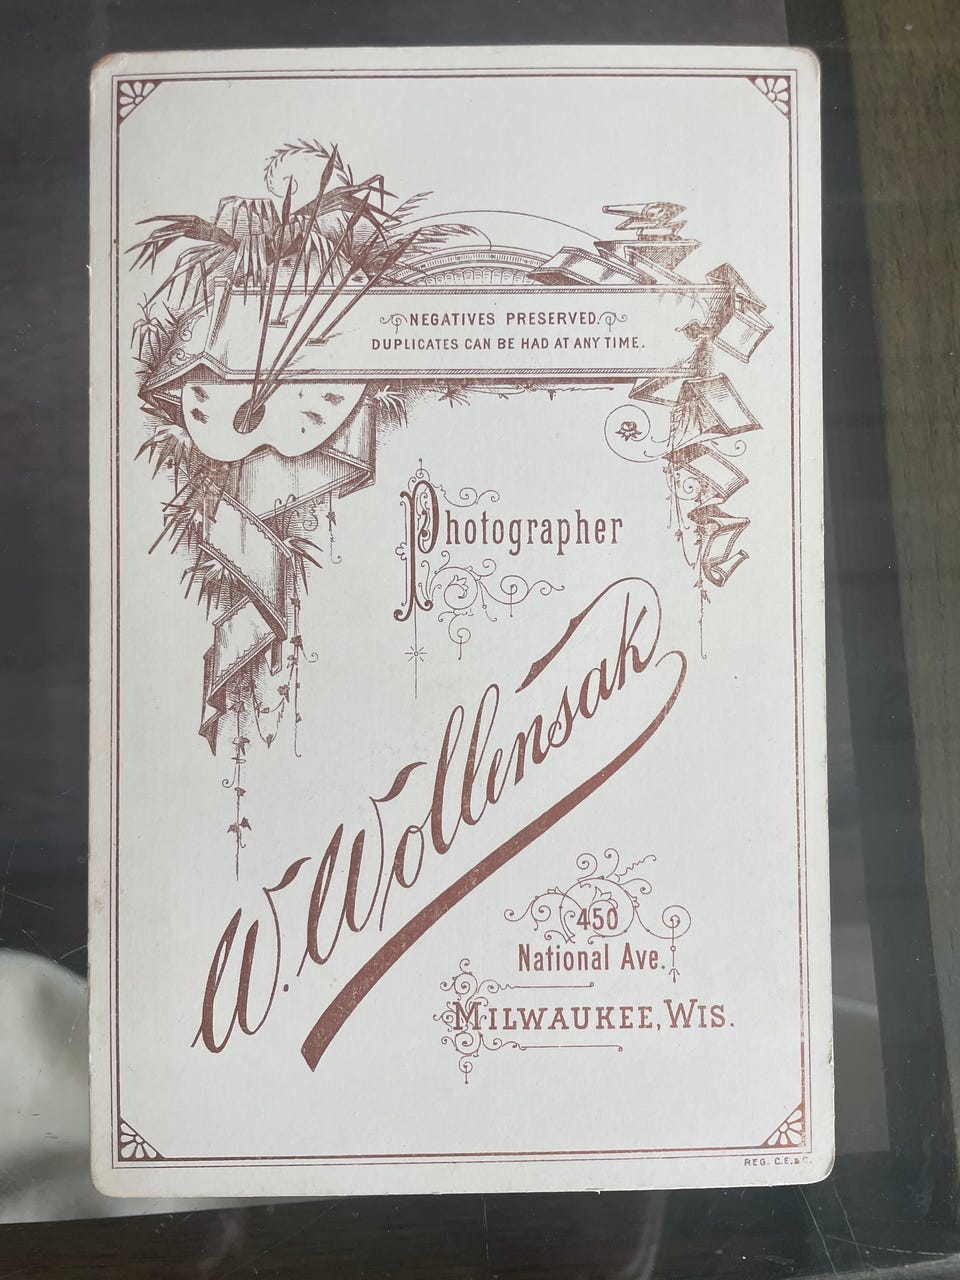 NEGATIVES PRESERVED.
DUPLICATES CAN BE HAD AT ANY TIME.
Photographer
W. Wollensak
450
National Ave.
MILWAUKEE, WIS.
REG. C.E. & C.